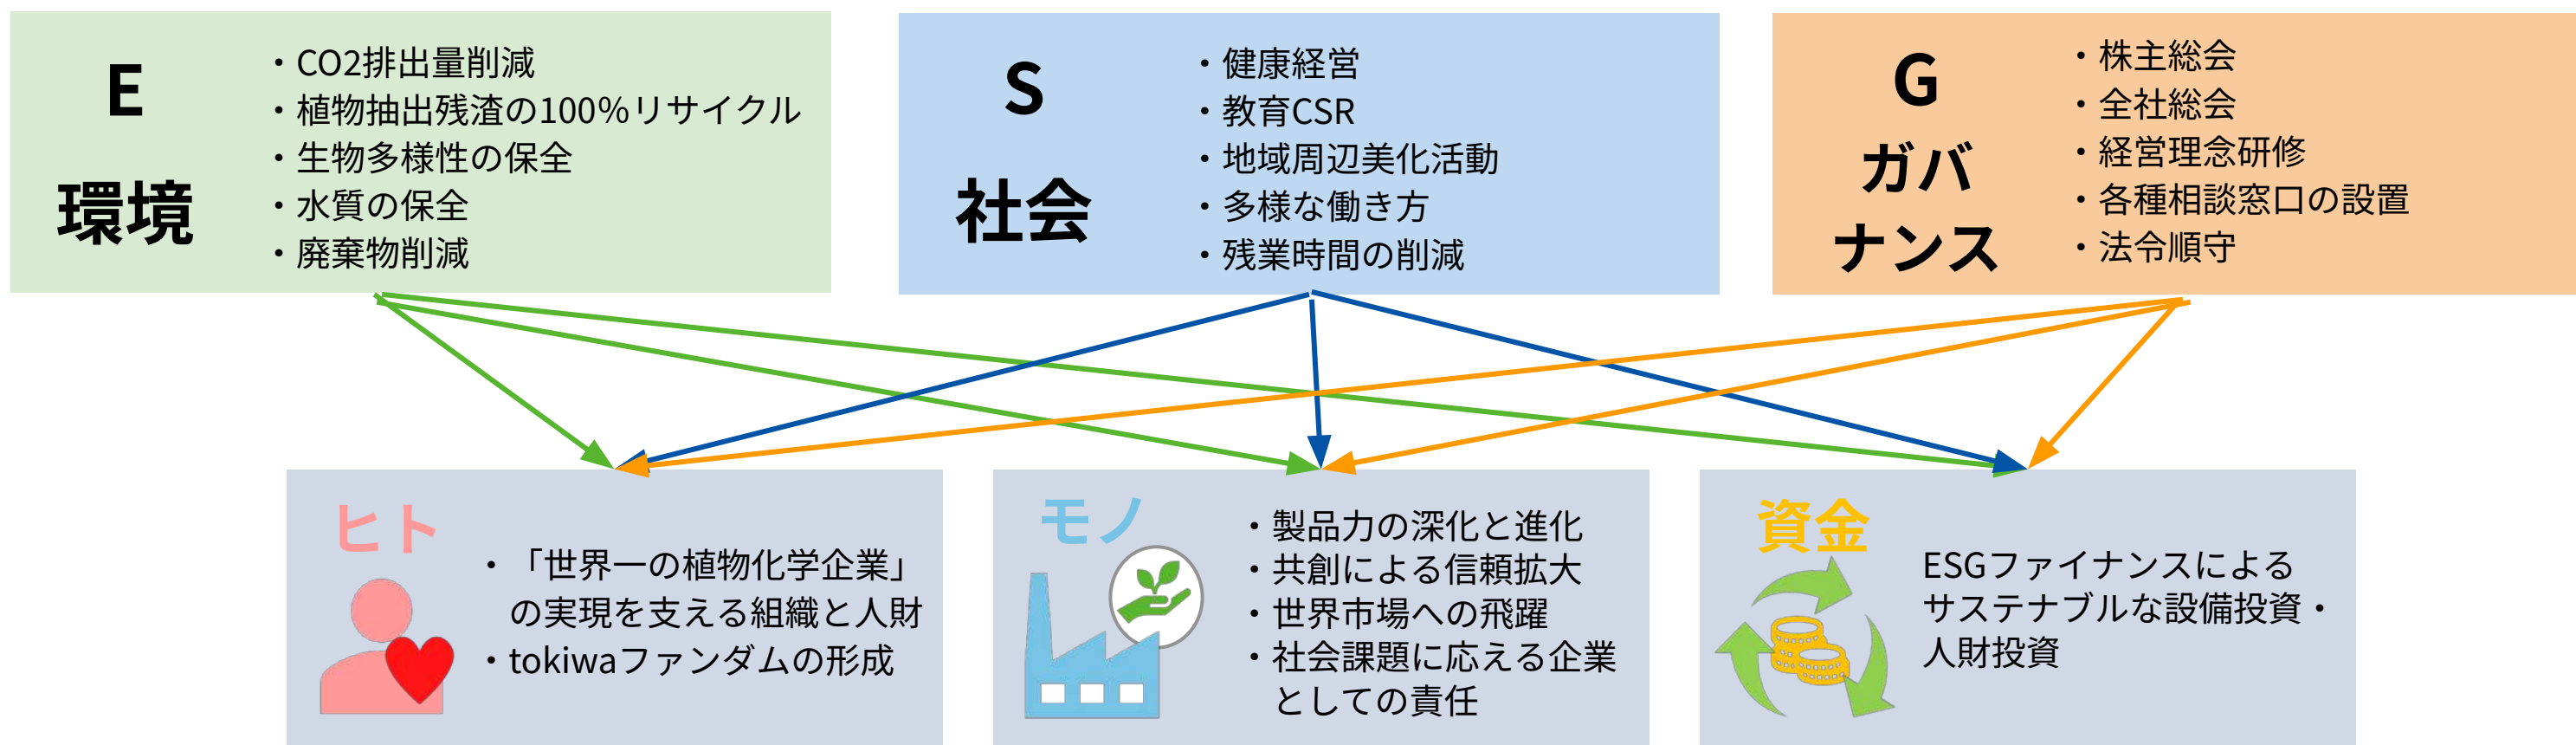 E
環境
・CO2排出量削減
・植物抽出残渣の100%リサイクル
・生物多様性の保全
・水質の保全
・廃棄物削減
S
社会
・健康経営
・教育CSR
・地域周辺美化活動
・多様な働き方
・残業時間の削減
G
ガバ
ナンス
・株主総会
・全社総会
・経営理念研修
・各種相談窓口の設置
・法令順守
ヒト
・「世界一の植物化学企業」
の実現を支える組織と人財
・tokiwaファンダムの形成
モノ
・製品力の深化と進化
・共創による信頼拡大
・世界市場への飛躍
・社会課題に応える企業
としての責任
資金
ESGファイナンスによる
サステナブルな設備投資・
人財投資